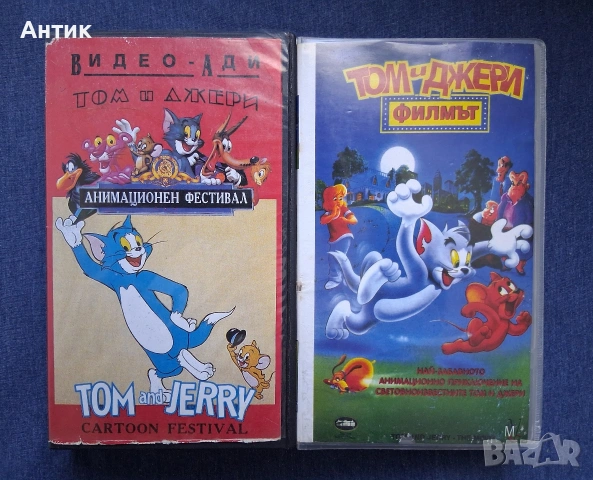 Антик
ВИДЕО-АДИ
ТОМ И ДЖЕРИ
АНИМАЦИОНЕН ФЕСТИВАЛ
TOM and JERRY
CARTOON FESTIVAL
ТОМ и ДЖЕРИ
ФИЛМЪТ
НАЙ-ЗАБАВНОТО
АНИМАЦИОННО ПРИКЛЮЧЕНИЕ НА
СВЕТОВНОИЗВЕСТНИТЕ ТОМ И ДЖЕРИ
M
BAZAR